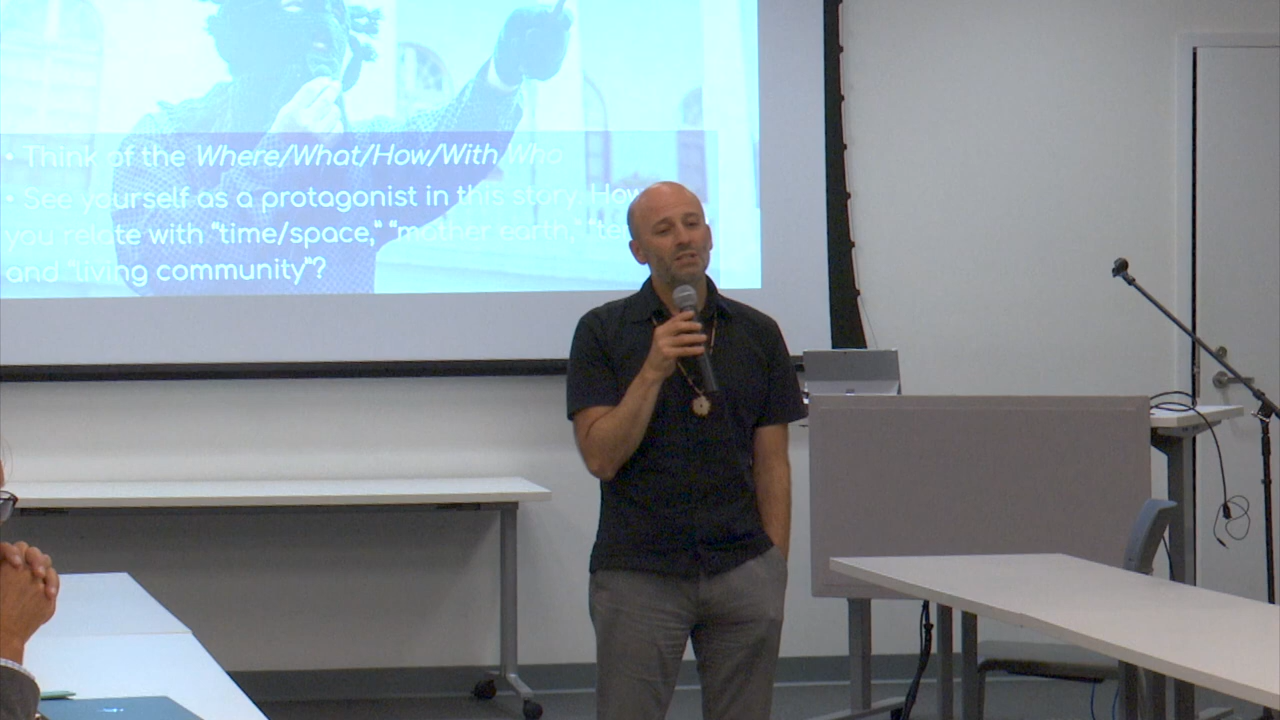 • Think of the Where/What/How/With Who
• See yourself as a protagonist in this story. How
you relate with "time/space," "mother earth,"
and "living community"?